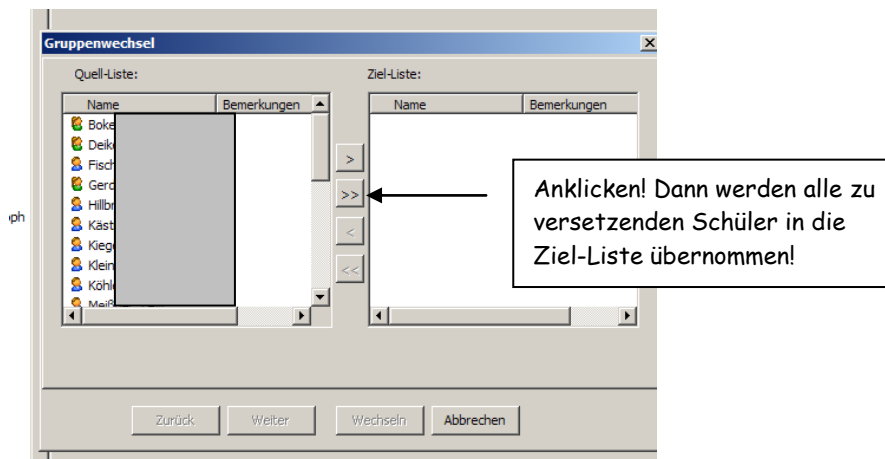 Gruppenwechsel
Quell-Liste:
Ziel-Liste:
Name Bemerkungen
Name Bemerkungen
>
>>
<
<<
Anklicken! Dann werden alle zu
versetzenden Schüler in die
Ziel-Liste übernommen!
Zurück Weiter Wechseln Abbrechen